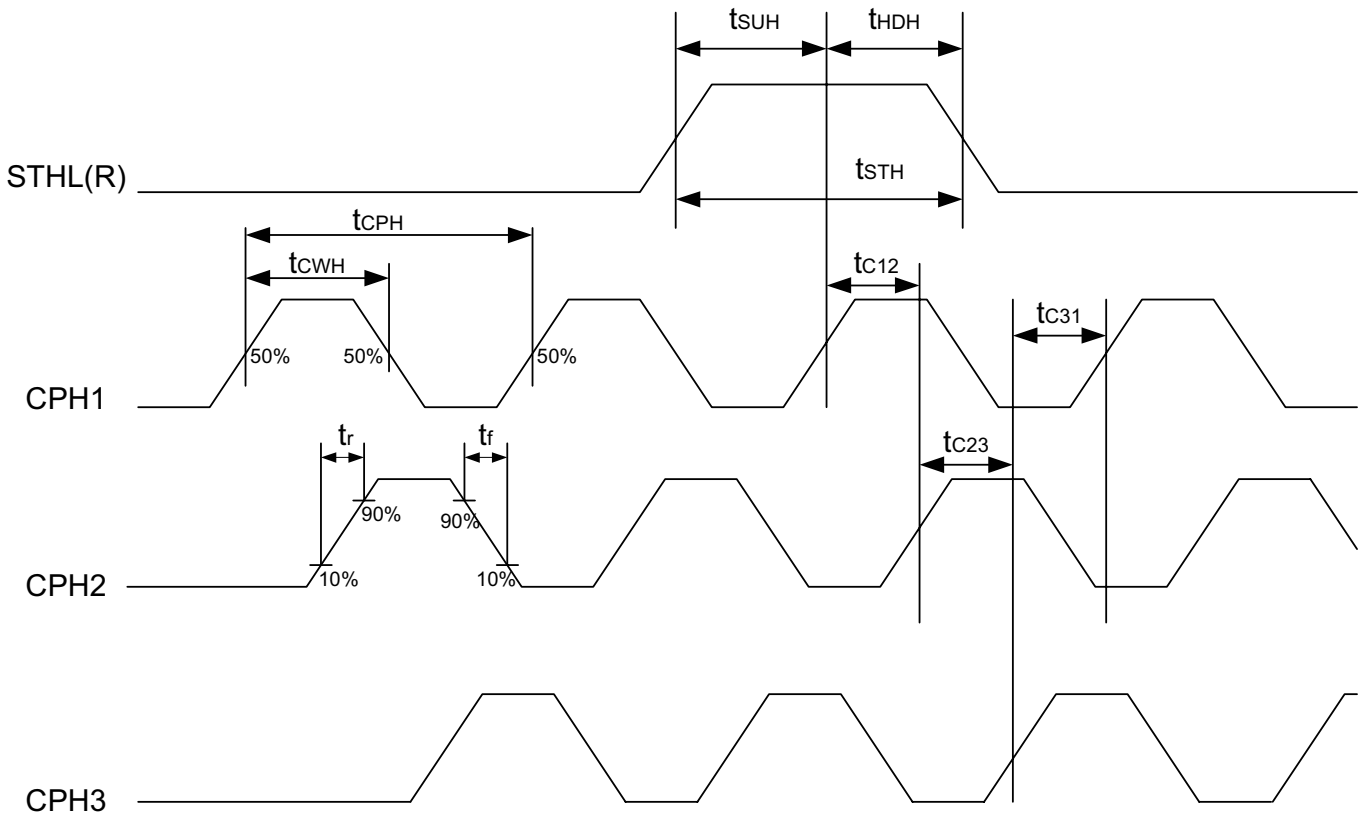 tSUH tHDH
STHL(R)
tSTH
tCPH
tCWH
tC12
tC31
50% 50% 50%
CPH1
tr tf
tC23
90% 90%
10% 10%
CPH2
CPH3